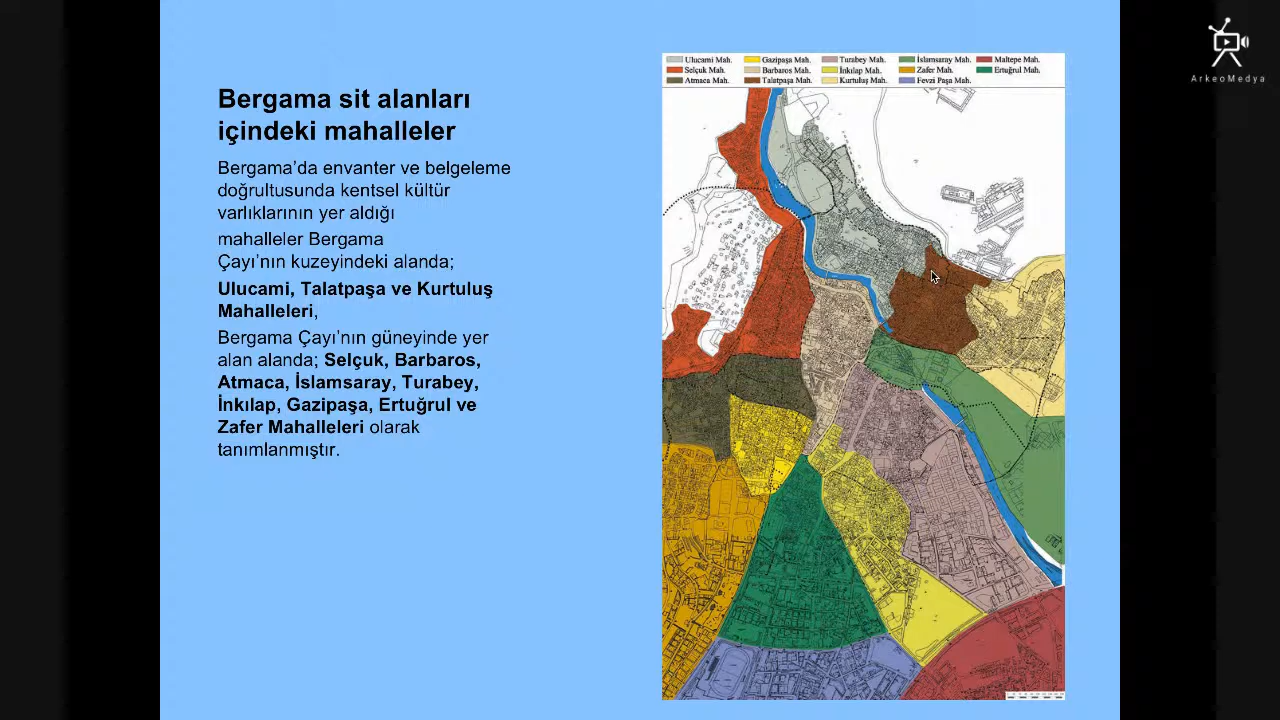 Bergama sit alanları
içindeki mahalleler
Bergama’da envanter ve belgeleme
doğrultusunda kentsel kültür
varlıklarının yer aldığı
mahalleler Bergama
Çayı’nın kuzeyindeki alanda;
Ulucami, Talatpaşa ve Kurtuluş
Mahalleleri,
Bergama Çayı’nın güneyinde yer
alan alanda; Selçuk, Barbaros,
Atmaca, İslamsaray, Turabey,
İnkılap, Gazipaşa, Ertuğrul ve
Zafer Mahalleleri olarak
tanımlanmıştır.
Ulucami Mah. Gazipaşa Mah. Turabey Mah. İslamsaray Mah. Maltepe Mah.
Selçuk Mah. Barbaros Mah. İnkılap Mah. Zafer Mah. Ertuğrul Mah.
Atmaca Mah. Talatpaşa Mah. Kurtuluş Mah. Fevzi Paşa Mah.
ArkeoMedya